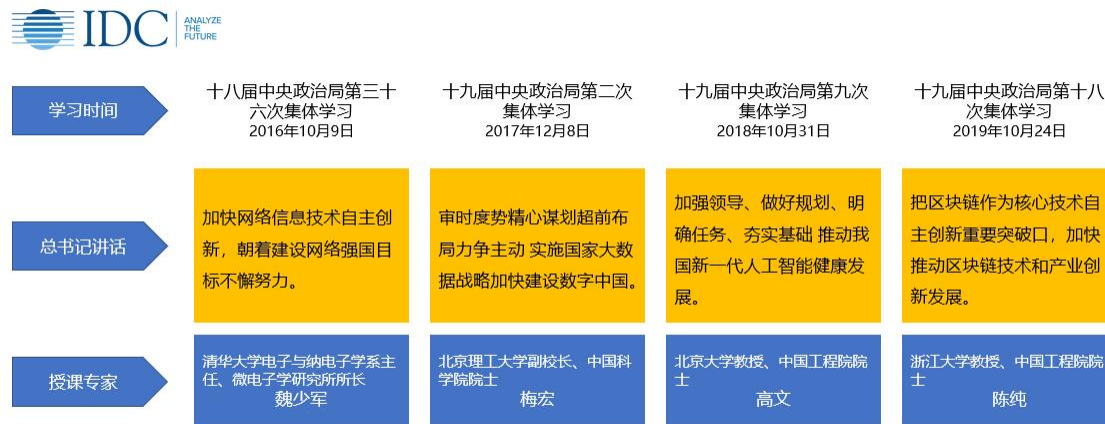 IDC
ANALYZE
THE
FUTURE
学习时间
十八届中央政治局第三十
六次集体学习
2016年10月9日
十九届中央政治局第二次
集体学习
2017年12月8日
十九届中央政治局第九次
集体学习
2018年10月31日
十九届中央政治局第十八
次集体学习
2019年10月24日
总书记讲话
加快网络信息技术自主创
新，朝着建设网络强国目
标不懈努力。
审时度势精心谋划超前布
局力争主动 实施国家大数
据战略加快建设数字中国。
加强领导、做好规划、明
确任务、夯实基础 推动我
国新一代人工智能健康发
展。
把区块链作为核心技术自
主创新重要突破口，加快
推动区块链技术和产业创
新发展。
授课专家
清华大学电子与纳电子学系主
任、微电子学研究所所长
魏少军
北京理工大学副校长、中国科
学院院士
梅宏
北京大学教授、中国工程院院
士
高文
浙江大学教授、中国工程院院
士
陈纯